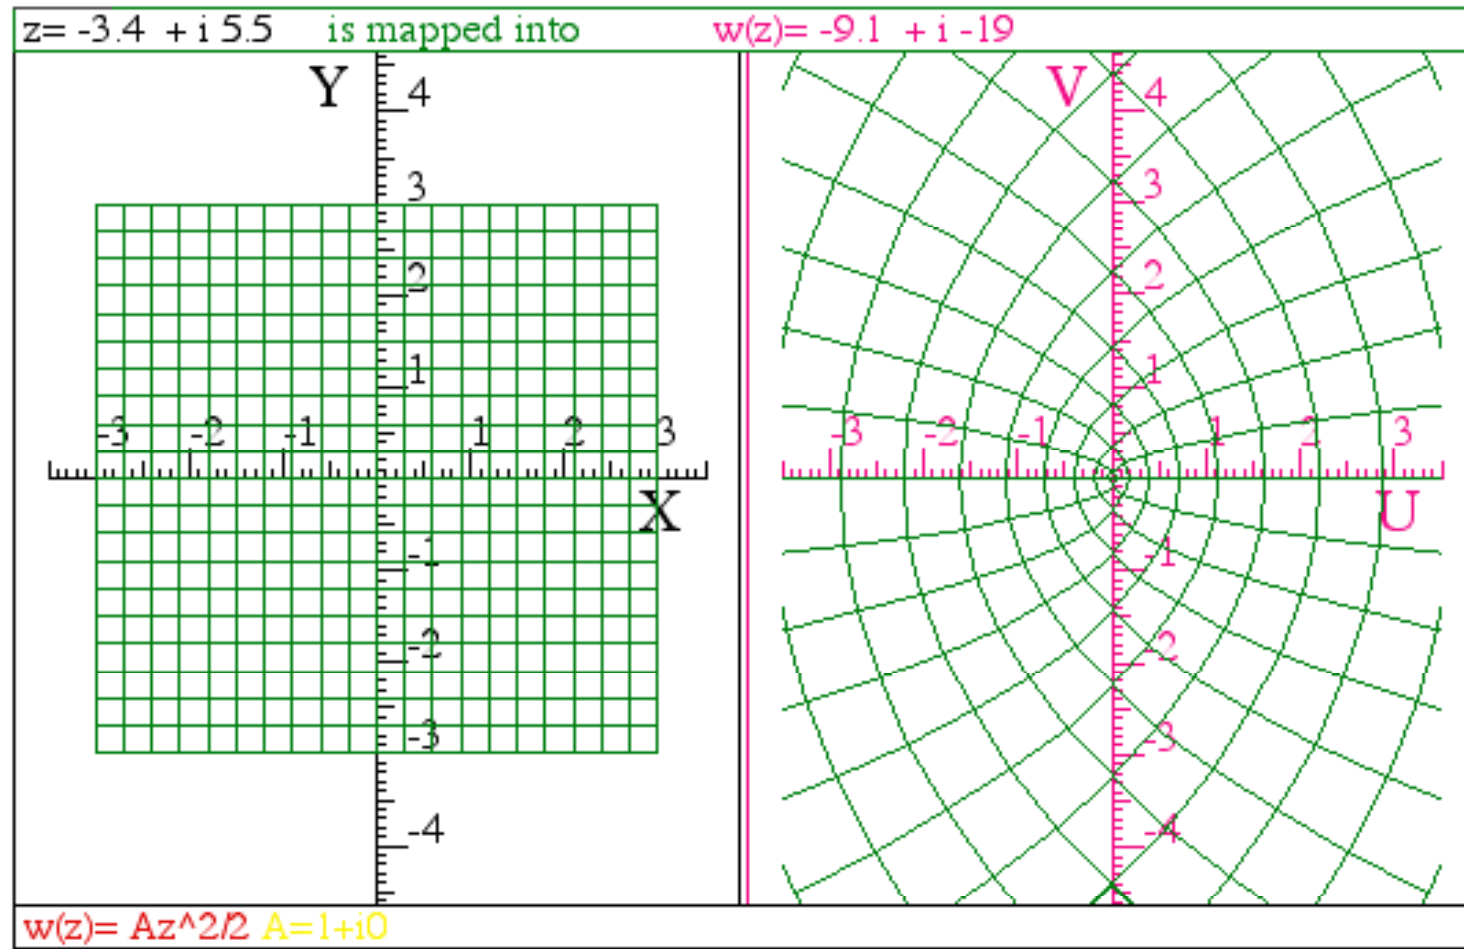 z= -3.4 + i 5.5 is mapped into w(z)= -9.1 + i -19
Y V
4 4
3 3
2 2
1 1
-3 -2 -1 1 2 3 -3 -2 -1 1 2 3
X U
-1 -1
-2 -2
-3 -3
-4 -4
w(z)= Az^2/2 A=1+i0